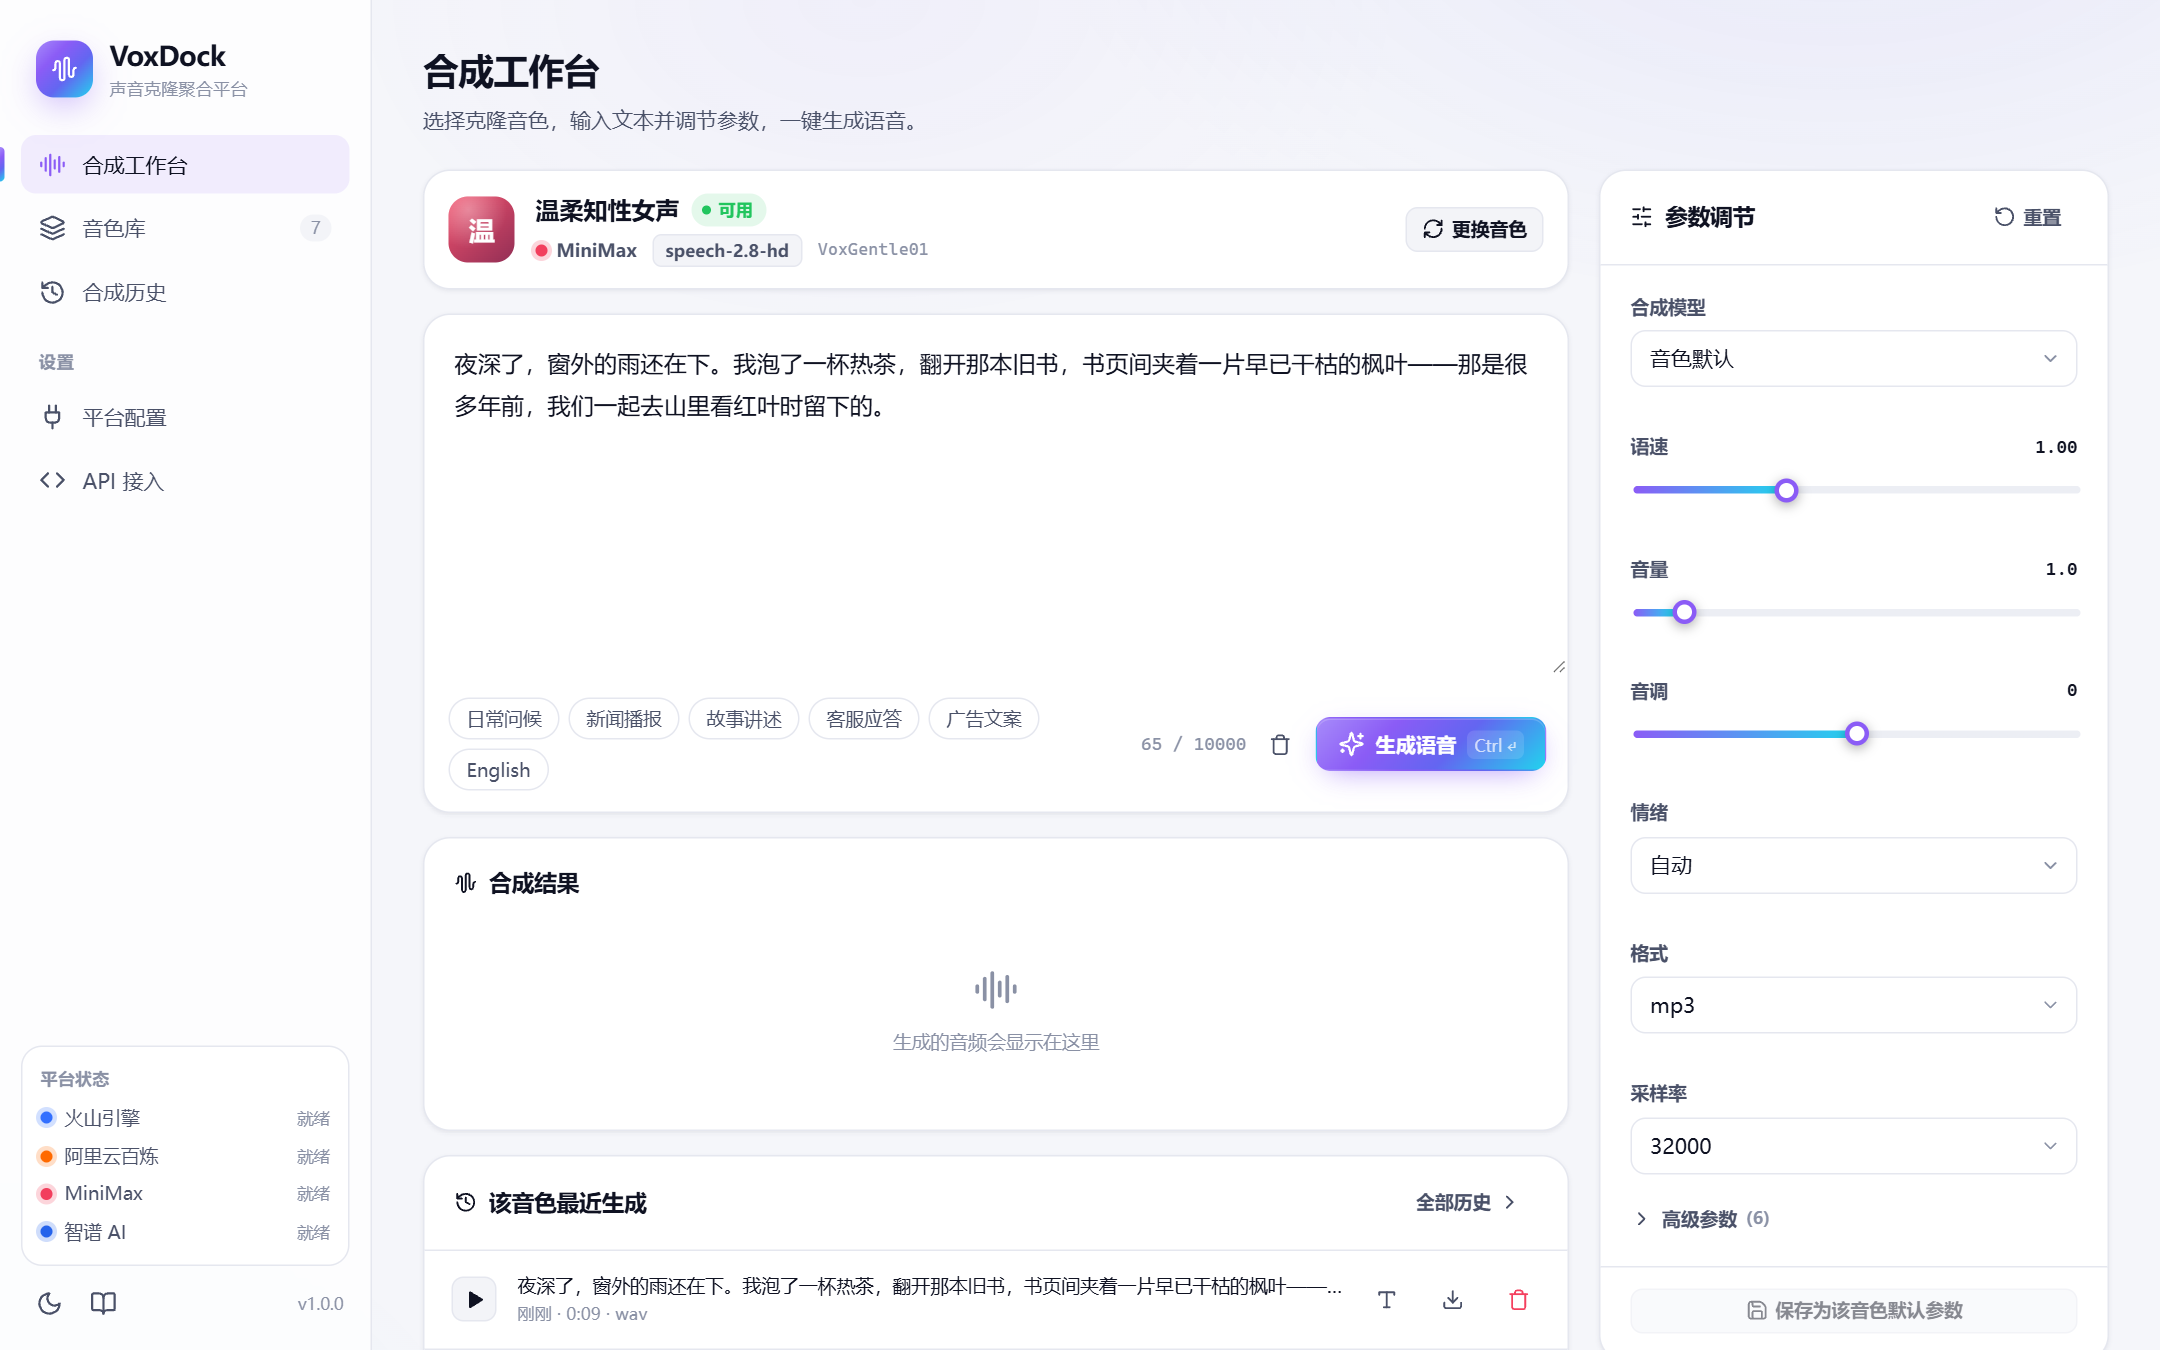 VoxDock
声音克隆聚合平台
合成工作台
音色库
7
合成历史
设置
平台配置
API 接入
平台状态
火山引擎
就绪
阿里云百炼
就绪
MiniMax
就绪
智谱 AI
就绪
v1.0.0
合成工作台
选择克隆音色，输入文本并调节参数，一键生成语音。
温
温柔知性女声
可用
MiniMax
speech-2.8-hd
VoxGentle01
更换音色
夜深了，窗外的雨还在下。我泡了一杯热茶，翻开那本旧书，书页间夹着一片早已干枯的枫叶——那是很
多年前，我们一起去山里看红叶时留下的。
日常问候
新闻播报
故事讲述
客服应答
广告文案
English
65 / 10000
生成语音
Ctrl ↵
合成结果
生成的音频会显示在这里
该音色最近生成
全部历史
夜深了，窗外的雨还在下。我泡了一杯热茶，翻开那本旧书，书页间夹着一片早已干枯的枫叶——...
刚刚 · 0:09 · wav
参数调节
重置
合成模型
音色默认
语速
1.00
音量
1.0
音调
0
情绪
自动
格式
mp3
采样率
32000
高级参数 (6)
保存为该音色默认参数